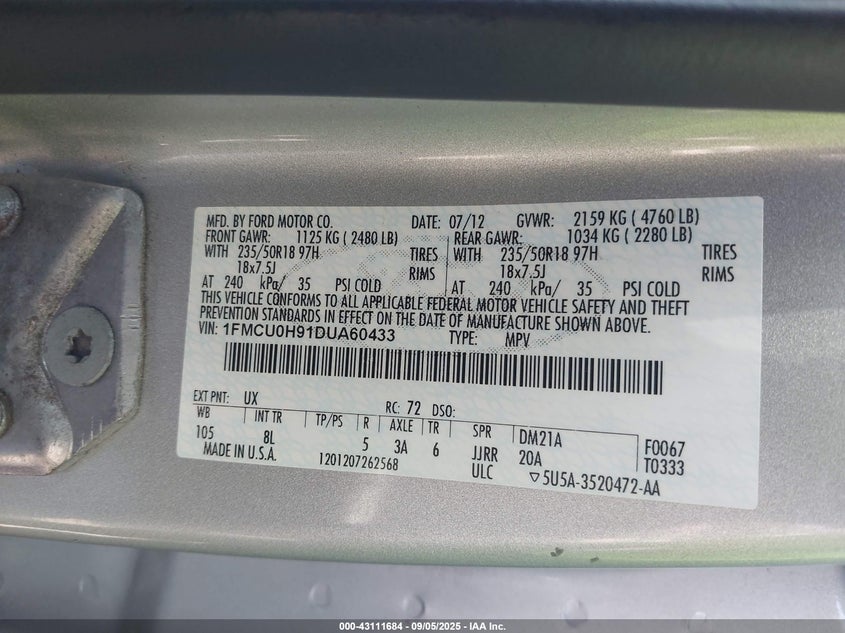 MFD. BY FORD MOTOR CO. DATE: 07/12 GVWR: 2159 KG ( 4760 LB)
FRONT GAWR: 1125 KG ( 2480 LB) REAR GAWR: 1034 KG ( 2280 LB)
WITH 235/50R18 97H TIRES WITH 235/50R18 97H TIRES
18x7.5J RIMS 18x7.5J RIMS
AT 240 kPa/ 35 PSI COLD AT 240 kPa/ 35 PSI COLD
THIS VEHICLE CONFORMS TO ALL APPLICABLE FEDERAL MOTOR VEHICLE SAFETY AND THEFT
PREVENTION STANDARDS IN EFFECT ON THE DATE OF MANUFACTURE SHOWN ABOVE.
VIN: 1FMCU0H91DUA60433 TYPE: MPV
EXT PNT: UX RC: 72 DSO:
WB INT TR TP/PS R AXLE TR SPR DM21A F0067
105 8L 5 3A 6 JJRR 20A T0333
MADE IN U.S.A. 1201207262568 ULC ▽5U5A-3520472-AA
000-43111684 - 09/05/2025 - IAA Inc.